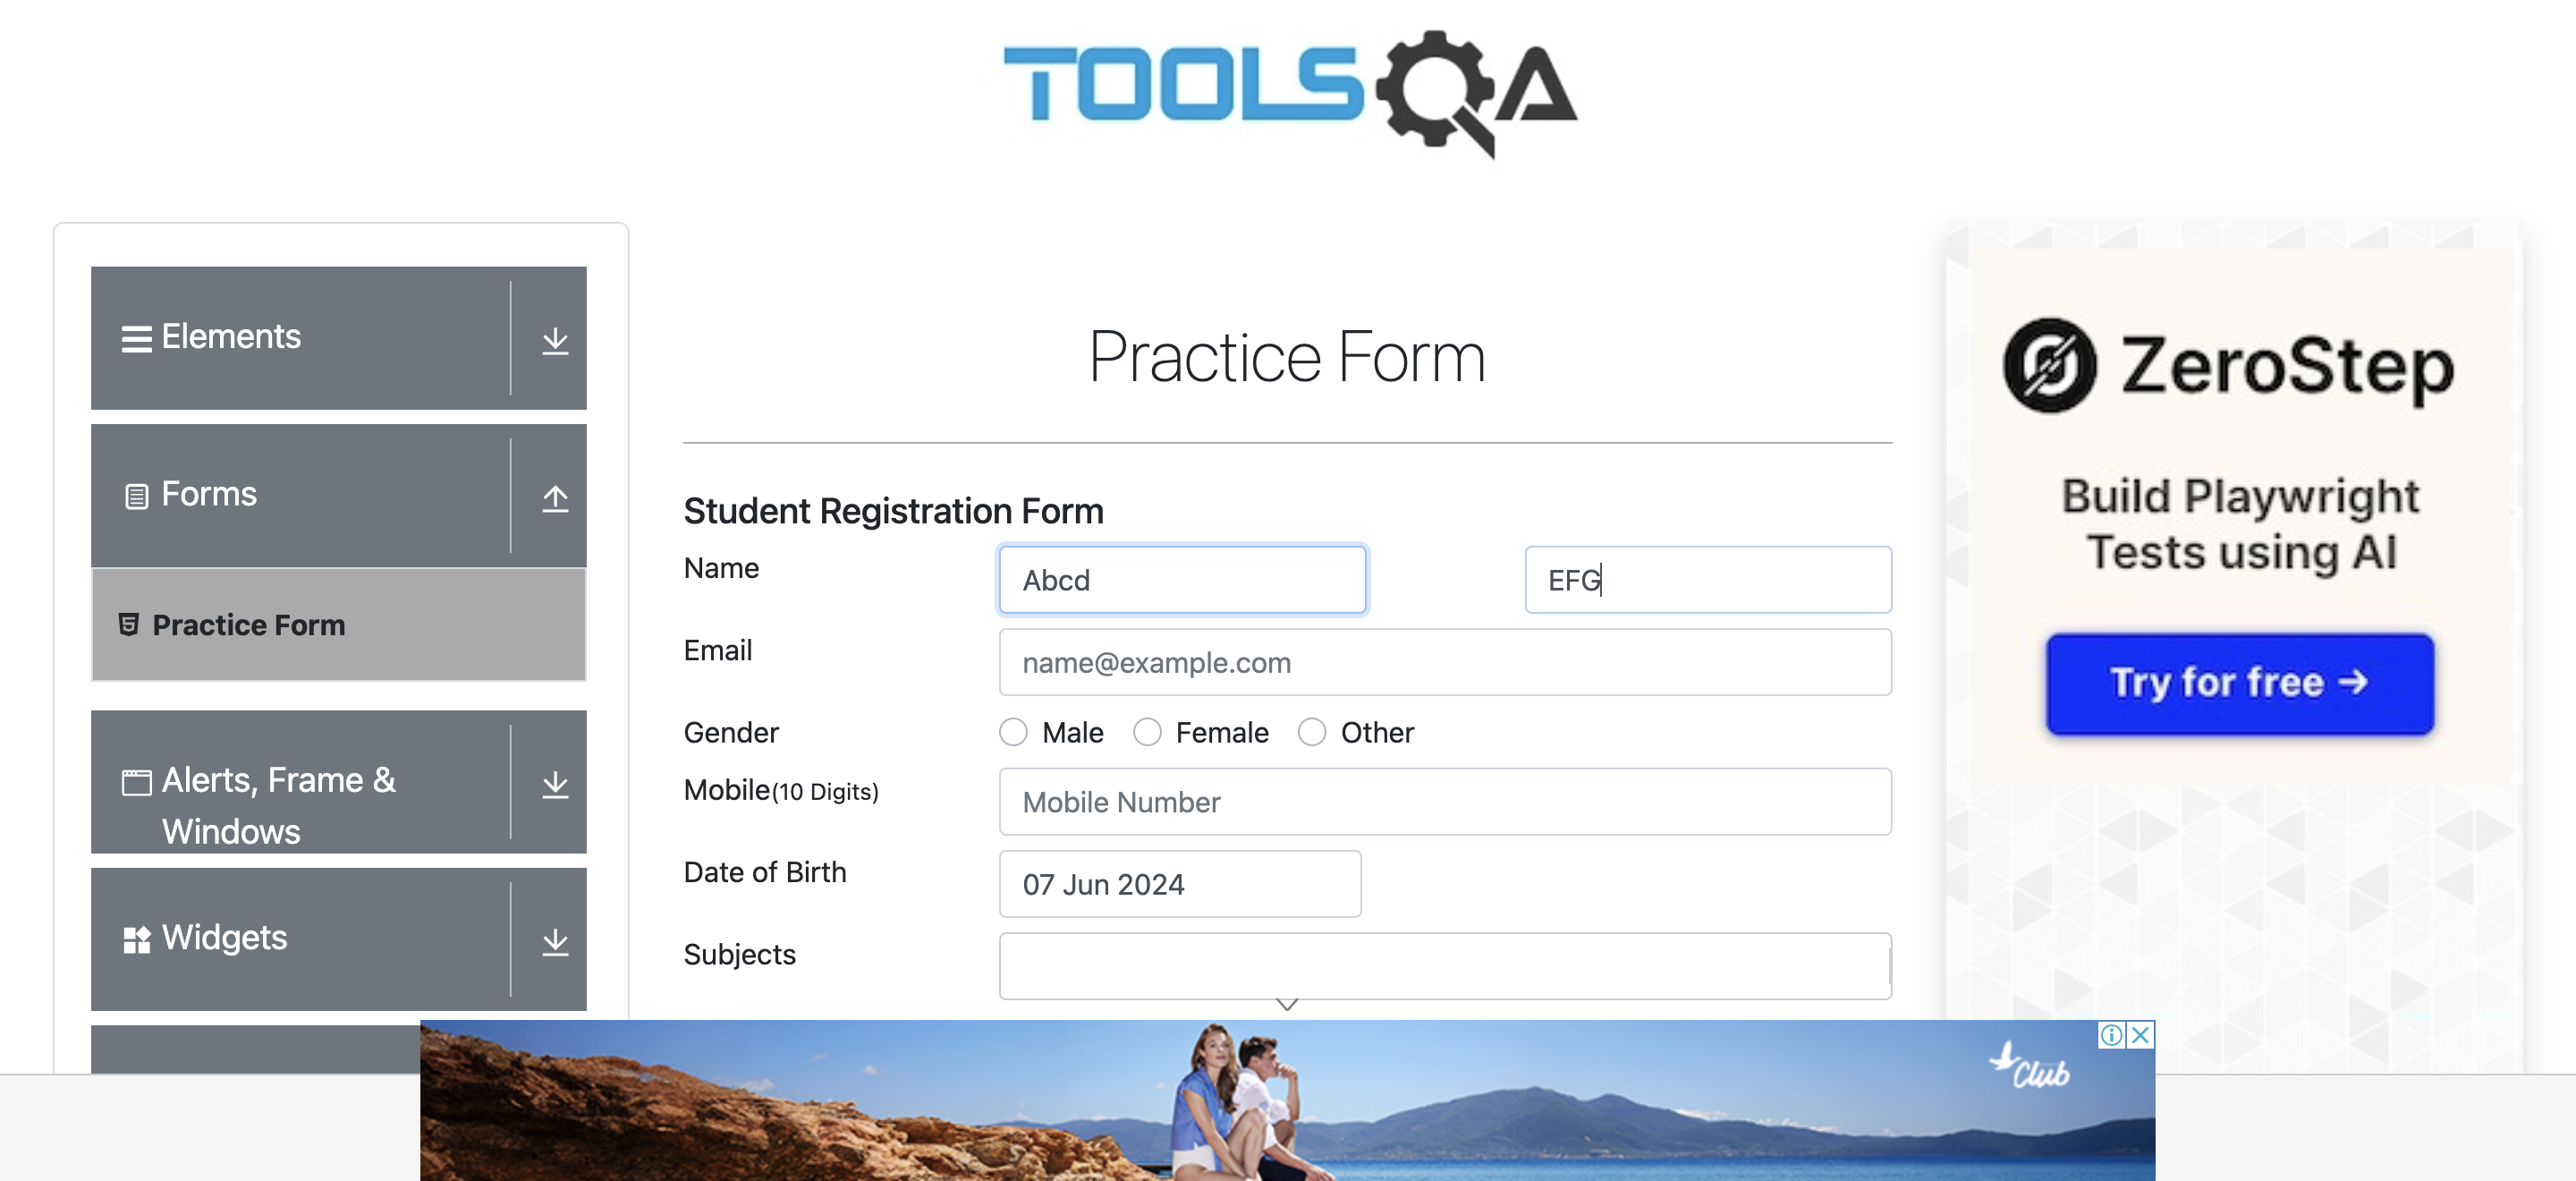 TOOLSQA
Elements
Forms
Practice Form
Alerts, Frame &
Windows
Widgets
Practice Form
Student Registration Form
Name
Abcd
EFG
Email
name@example.com
Gender
Male
Female
Other
Mobile(10 Digits)
Mobile Number
Date of Birth
07 Jun 2024
Subjects
ZeroStep
Build Playwright
Tests using AI
Try for free →
Club